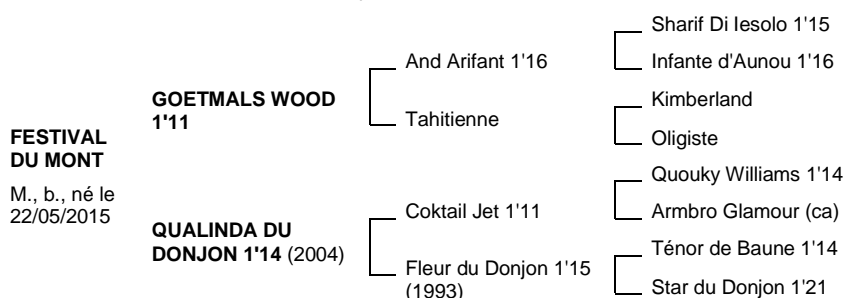 FESTIVAL
DU MONT
M., b., né le
22/05/2015
GOETMALS WOOD
1'11
QUALINDA DU
DONJON 1'14 (2004)
And Arifant 1'16
Tahitienne
Coktail Jet 1'11
Fleur du Donjon 1'15
(1993)
Sharif Di Iesolo 1'15
Infante d'Aunou 1'16
Kimberland
Oligiste
Quouky Williams 1'14
Armbro Glamour (ca)
Ténor de Baune 1'14
Star du Donjon 1'21